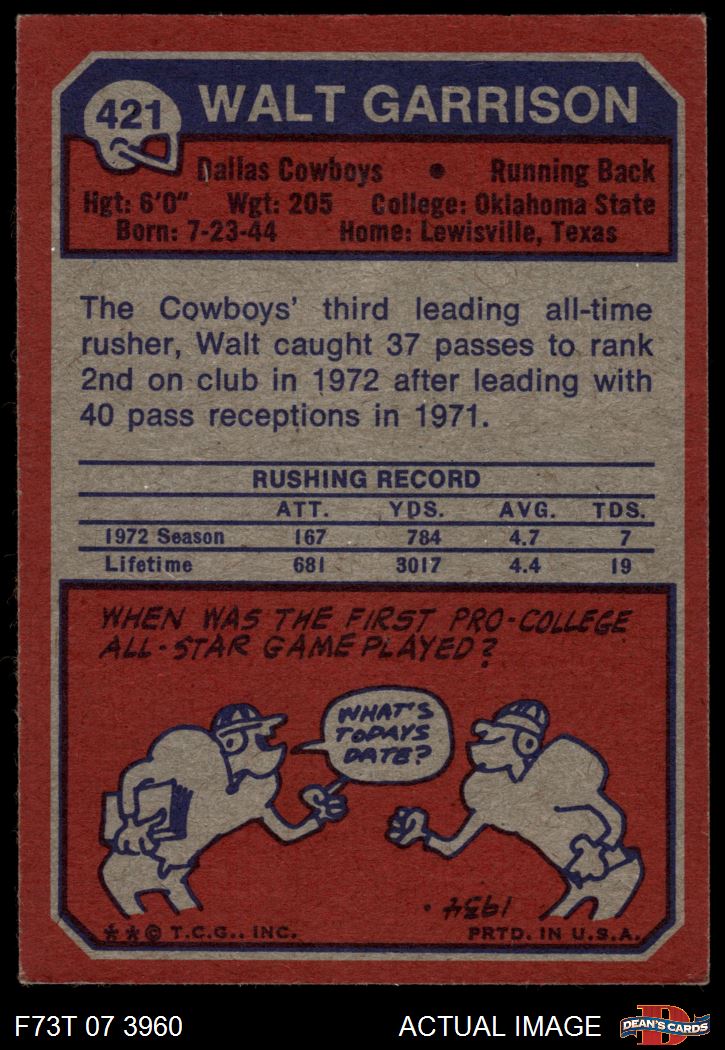 421 WALT GARRISON
Dallas Cowboys • Running Back
Hgt: 6'0" Wgt: 205 College: Oklahoma State
Born: 7-23-44 Home: Lewisville, Texas
The Cowboys' third leading all-time
rusher, Walt caught 37 passes to rank
2nd on club in 1972 after leading with
40 pass receptions in 1971.
RUSHING RECORD
ATT. YDS. AVG. TDS.
1972 Season 167 784 4.7 7
Lifetime 681 3017 4.4 19
WHEN WAS THE FIRST PRO-COLLEGE
ALL-STAR GAME PLAYED?
WHAT'S
TODAYS
DATE?
1934.
**© T.C.G., INC. PRTD. IN U.S.A.
F73T 07 3960 ACTUAL IMAGE
D
DEAN'S CARDS